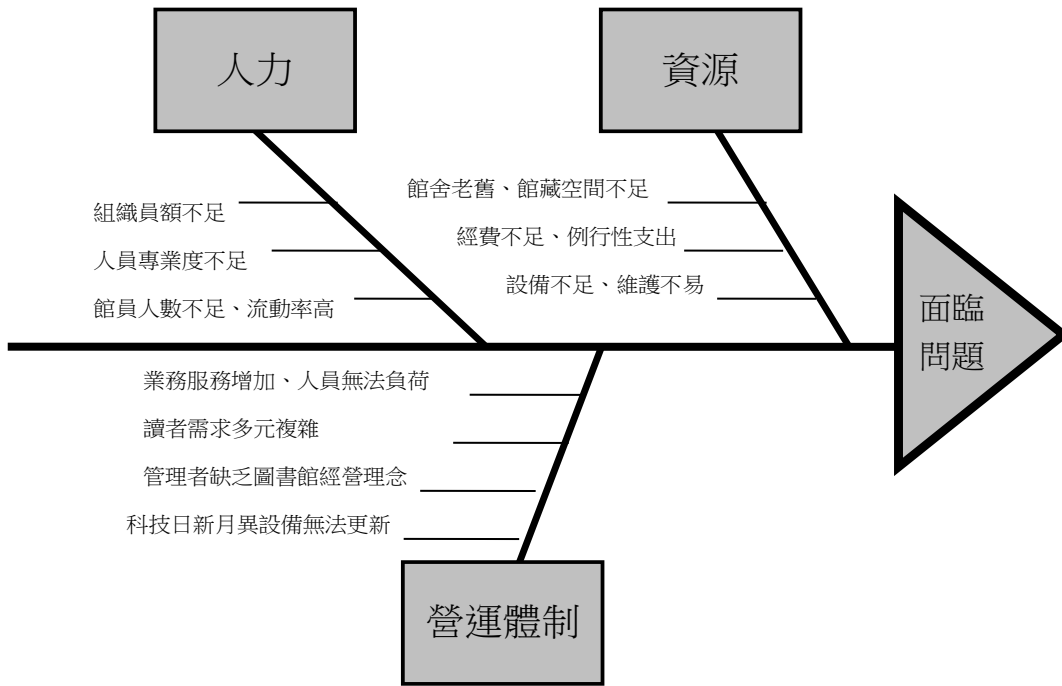 人力
資源
組織員額不足
人員專業度不足
館員人數不足、流動率高
館舍老舊、館藏空間不足
經費不足、例行性支出
設備不足、維護不易
面臨
問題
業務服務增加、人員無法負荷
讀者需求多元複雜
管理者缺乏圖書館經營理念
科技日新月異設備無法更新
營運體制